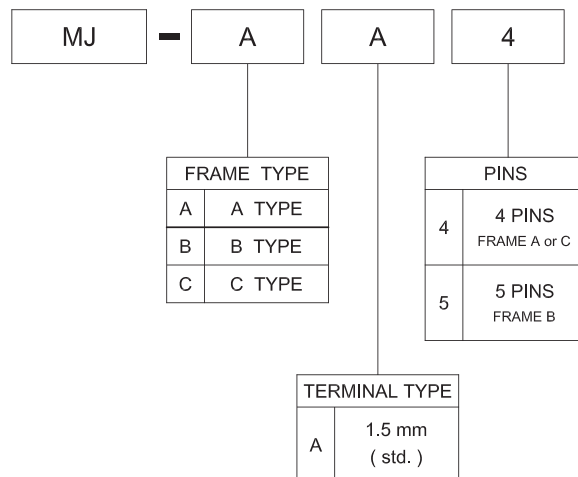 MJ - A A 4
FRAME TYPE
A A TYPE
B B TYPE
C C TYPE
PINS
4 4 PINS
FRAME A or C
5 5 PINS
FRAME B
TERMINAL TYPE
A 1.5 mm
( std. )